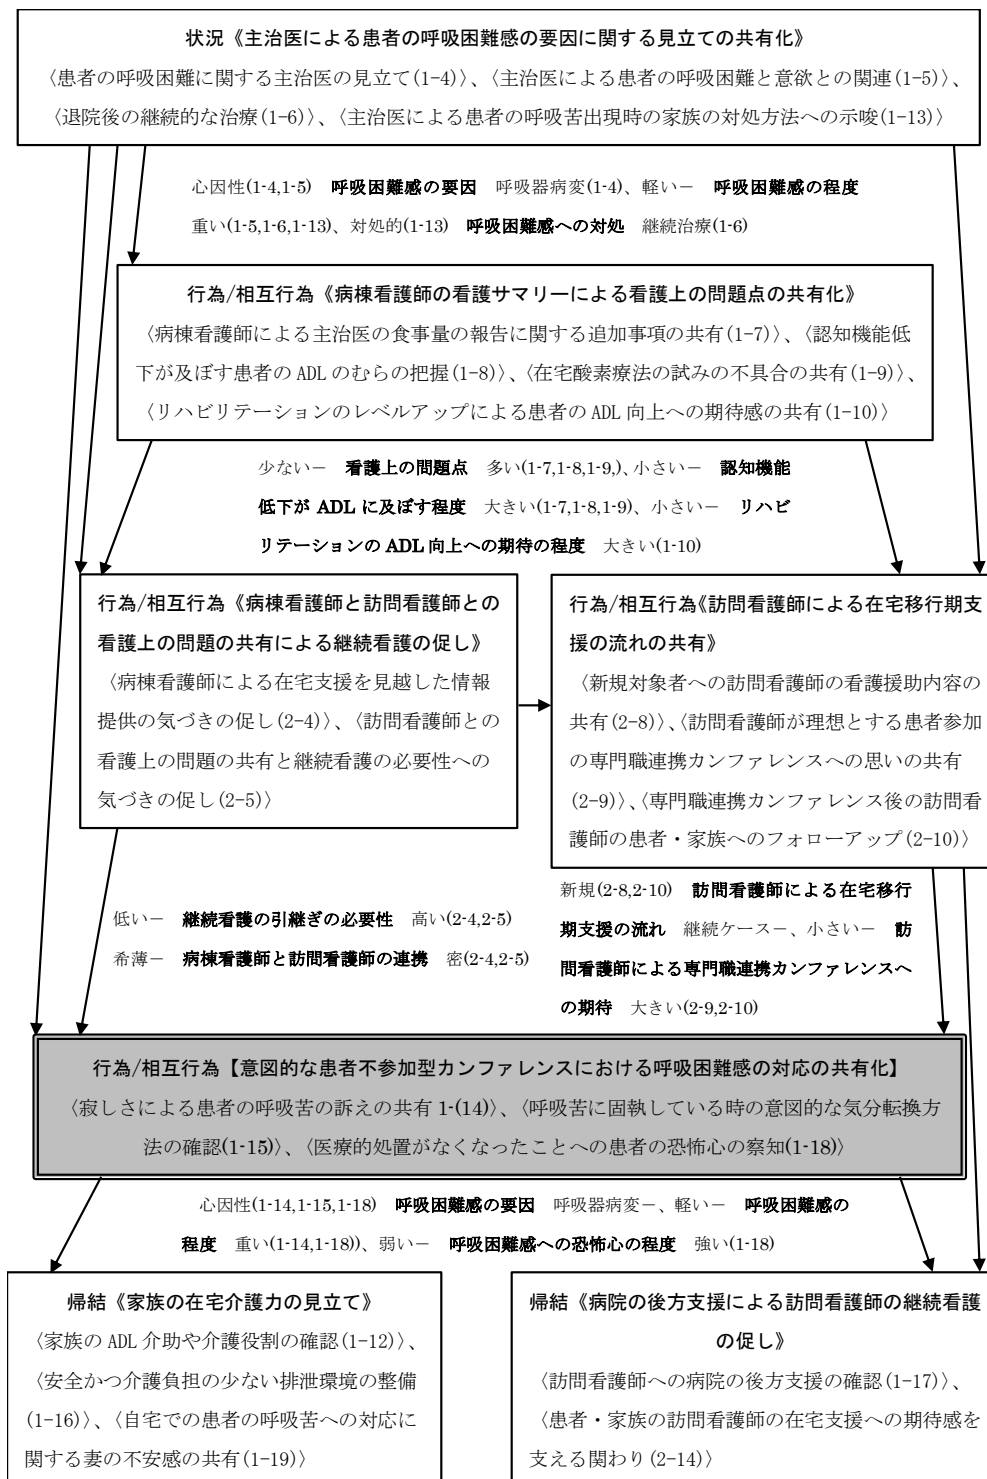 状況《主治医による患者の呼吸困難感の要因に関する見立ての共有化》
〈患者の呼吸困難に関する主治医の見立て(1-4)〉、〈主治医による患者の呼吸困難と意欲との関連(1-5)〉、
〈退院後の継続的な治療(1-6)〉、〈主治医による患者の呼吸苦出現時の家族の対処方法への示唆(1-13)〉
心因性(1-4,1-5) 呼吸困難感の要因 呼吸器病変(1-4)、軽い− 呼吸困難感の程度
重い(1-5,1-6,1-13)、対処的(1-13) 呼吸困難感への対処 継続治療(1-6)
行為/相互行為《病棟看護師の看護サマリーによる看護上の問題点の共有化》
〈病棟看護師による主治医の食事量の報告に関する追加事項の共有(1-7)〉、〈認知機能低
下が及ぼす患者の ADL のむらの把握(1-8)〉、〈在宅酸素療法の試みの不具合の共有(1-9)〉、
〈リハビリテーションのレベルアップによる患者の ADL 向上への期待感の共有(1-10)〉
少ない− 看護上の問題点 多い(1-7,1-8,1-9,)、小さい− 認知機能
低下が ADL に及ぼす程度 大きい(1-7,1-8,1-9)、小さい− リハビ
リテーションの ADL 向上への期待の程度 大きい(1-10)
行為/相互行為《病棟看護師と訪問看護師との
看護上の問題の共有による継続看護の促し》
〈病棟看護師による在宅支援を見越した情報
提供の気づきの促し(2-4)〉、〈訪問看護師との
看護上の問題の共有と継続看護の必要性への
気づきの促し(2-5)〉
行為/相互行為《訪問看護師による在宅移行期支
援の流れの共有》
〈新規対象者への訪問看護師の看護援助内容の
共有(2-8)〉、〈訪問看護師が理想とする患者参加
の専門職連携カンファレンスへの思いの共有
(2-9)〉、〈専門職連携カンファレンス後の訪問看
護師の患者・家族へのフォローアップ(2-10)〉
低い− 継続看護の引継ぎの必要性 高い(2-4,2-5)
希薄− 病棟看護師と訪問看護師の連携 密(2-4,2-5)
新規(2-8,2-10) 訪問看護師による在宅移行
期支援の流れ 継続ケース−、小さい− 訪
問看護師による専門職連携カンファレンスへ
の期待 大きい(2-9,2-10)
行為/相互行為【意図的な患者不参加型カンファレンスにおける呼吸困難感の対応の共有化】
〈寂しさによる患者の呼吸苦の訴えの共有 1-(14)〉、〈呼吸苦に固執している時の意図的な気分転換方
法の確認(1-15)〉、〈医療的処置がなくなったことへの患者の恐怖心の察知(1-18)〉
心因性(1-14,1-15,1-18) 呼吸困難感の要因 呼吸器病変−、軽い− 呼吸困難感の
程度 重い(1-14,1-18))、弱い− 呼吸困難感への恐怖心の程度 強い(1-18)
帰結《家族の在宅介護力の見立て》
〈家族の ADL 介助や介護役割の確認(1-12)〉、
〈安全かつ介護負担の少ない排泄環境の整備
(1-16)〉、〈自宅での患者の呼吸苦への対応に
関する妻の不安感の共有(1-19)〉
帰結《病院の後方支援による訪問看護師の継続看護
の促し》
〈訪問看護師への病院の後方支援の確認(1-17)〉、
〈患者・家族の訪問看護師の在宅支援への期待感を
支える関わり(2-14)〉